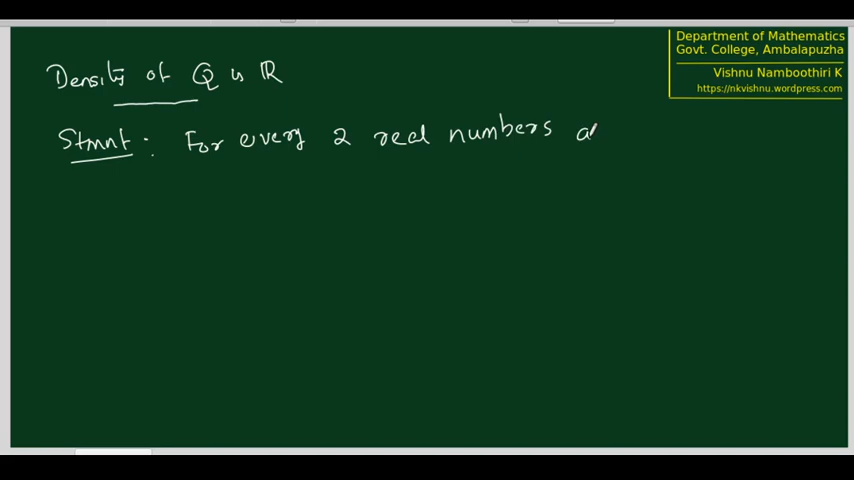 Density of Q in ℝ
Stmnt: For every 2 real numbers a
Department of Mathematics
Govt. College, Ambalapuzha
Vishnu Namboothiri K
https://nkvishnu.wordpress.com